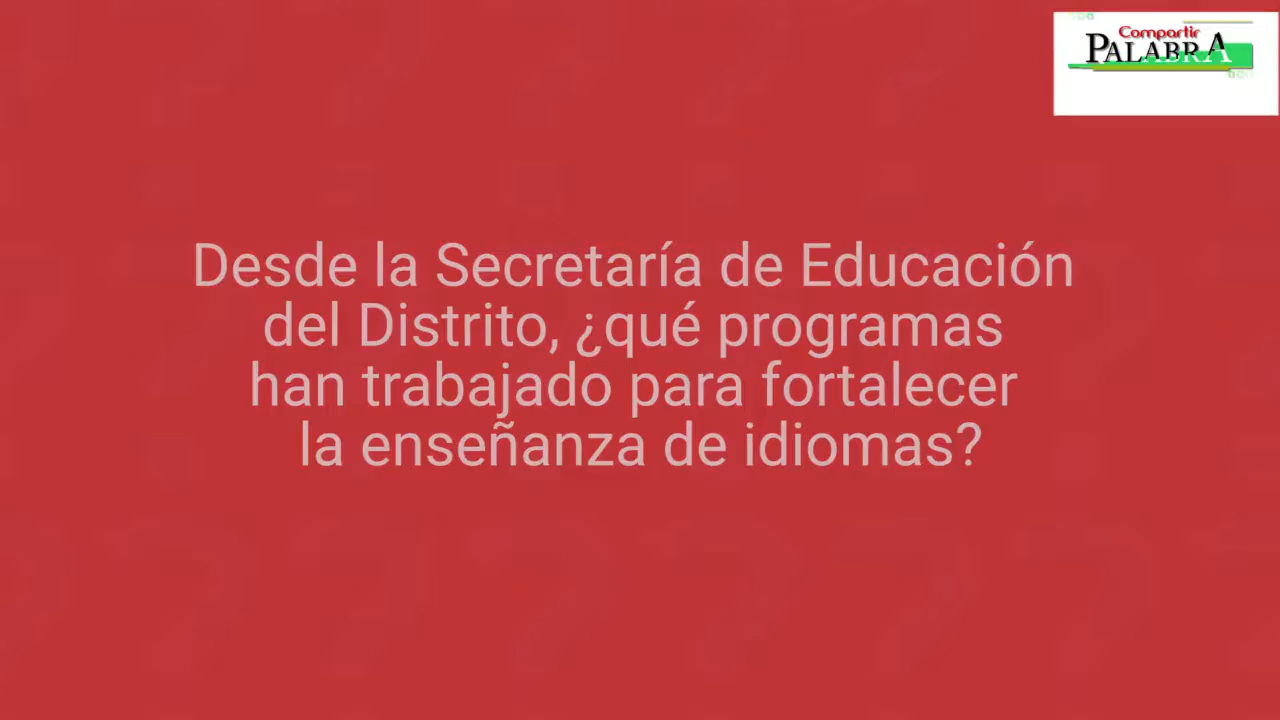 Compartir
PALABRA
Desde la Secretaría de Educación
del Distrito, ¿qué programas
han trabajado para fortalecer
la enseñanza de idiomas?